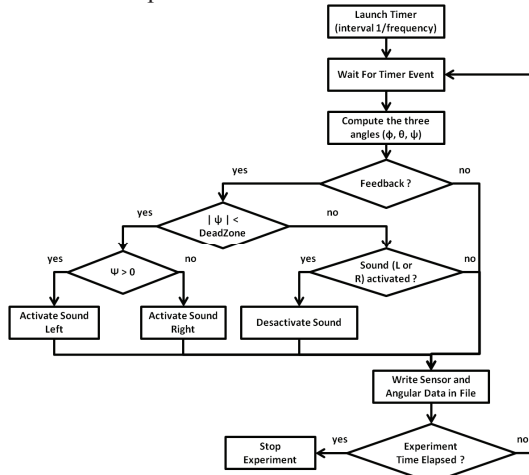 Launch Timer
(interval 1/frequency)
Wait For Timer Event
Compute the three
angles (ϕ, θ, ψ)
yes
no
Feedback ?
yes
no
| ψ | <
DeadZone
yes
no
Ψ > 0
yes
no
Sound (L or
R) activated ?
Activate Sound
Left
Activate Sound
Right
Desactivate Sound
Write Sensor and
Angular Data in File
yes
no
Stop
Experiment
Experiment
Time Elapsed ?